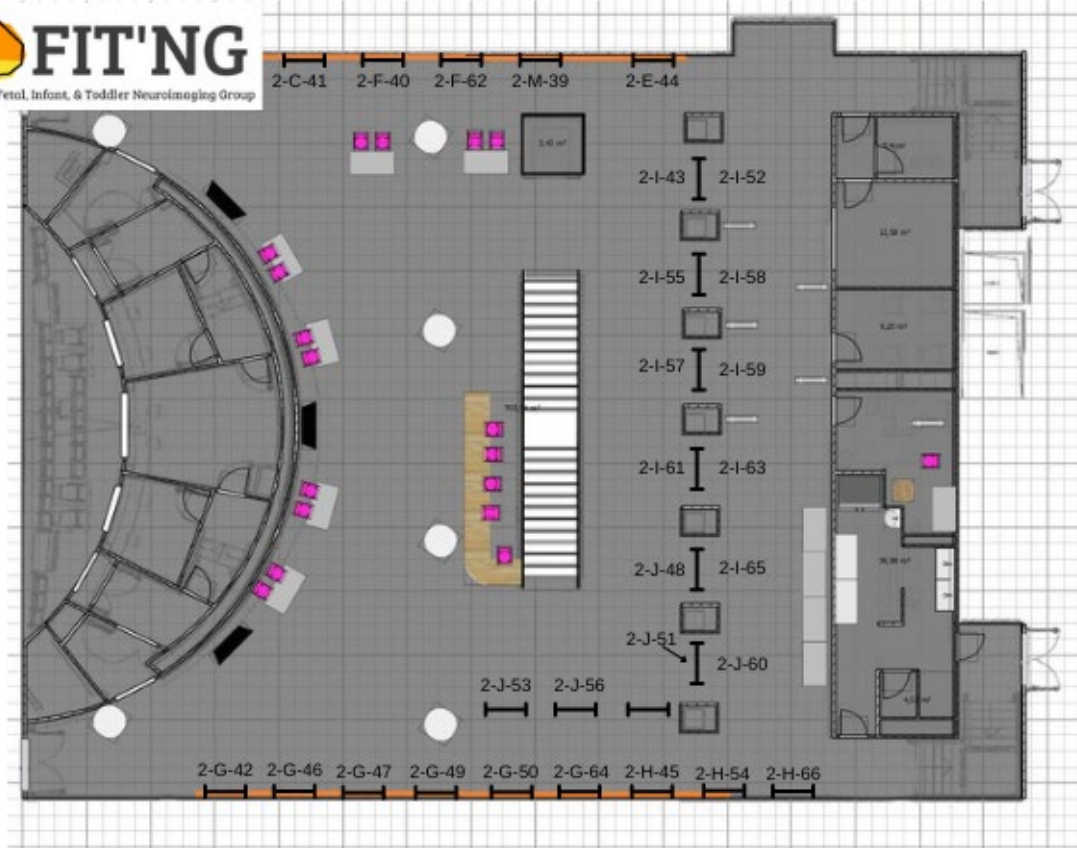 FIT'NG
Fetal, Infant, & Toddler Neuroimaging Group
2-C-41 2-F-40 2-F-62 2-M-39 2-E-44
2-I-43 2-I-52
2-I-55 2-I-58
2-I-57 2-I-59
2-I-61 2-I-63
2-J-48 2-I-65
2-J-51
2-J-60
2-J-53 2-J-56
2-G-42 2-G-46 2-G-47 2-G-49 2-G-50 2-G-64 2-H-45 2-H-54 2-H-66